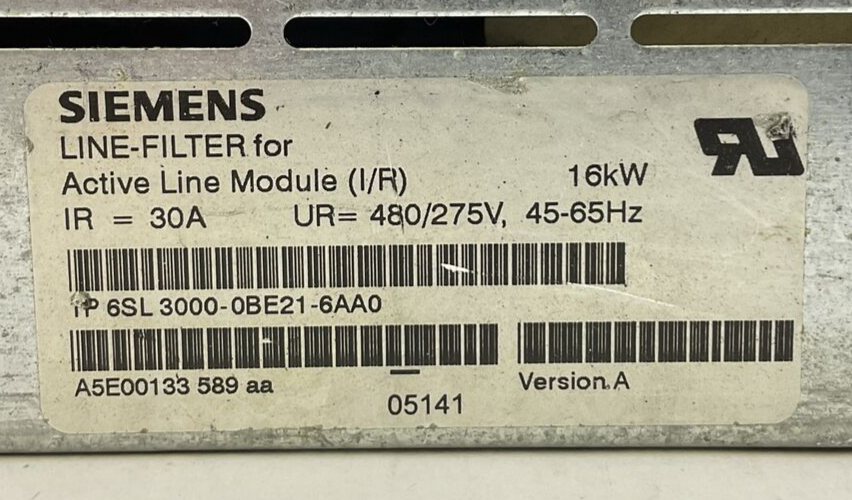 SIEMENS
LINE-FILTER for
Active Line Module (I/R) 16kW
IR = 30A UR= 480/275V, 45-65Hz
1P 6SL 3000-0BE21-6AA0
A5E00133 589 aa
Version A
05141